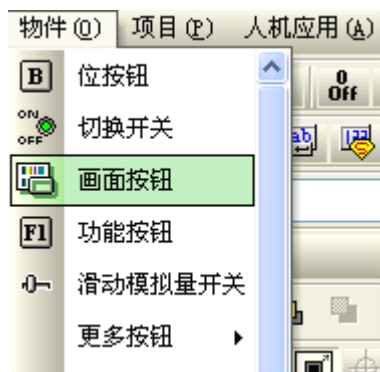 物件(O) 项目(P) 人机应用(A)
B 位按钮
0 Off
ON OFF 切换开关
画面按钮
F1 功能按钮
滑动模拟量开关
更多按钮